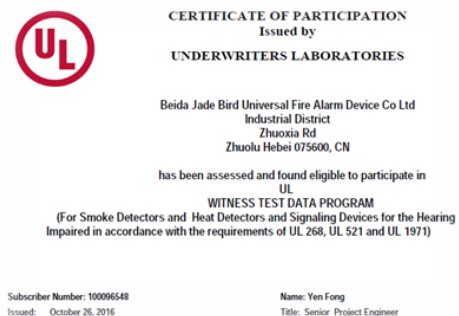 UL
CERTIFICATE OF PARTICIPATION
Issued by
UNDERWRITERS LABORATORIES
Beida Jade Bird Universal Fire Alarm Device Co Ltd
Industrial District
Zhuoxia Rd
Zhuolu Hebei 075600, CN
has been assessed and found eligible to participate in
UL
WITNESS TEST DATA PROGRAM
(For Smoke Detectors and Heat Detectors and Signaling Devices for the Hearing
Impaired in accordance with the requirements of UL 268, UL 521 and UL 1971)
Subscriber Number: 100096548
Name: Yen Fong
Issued: October 26, 2016
Title: Senior Project Engineer